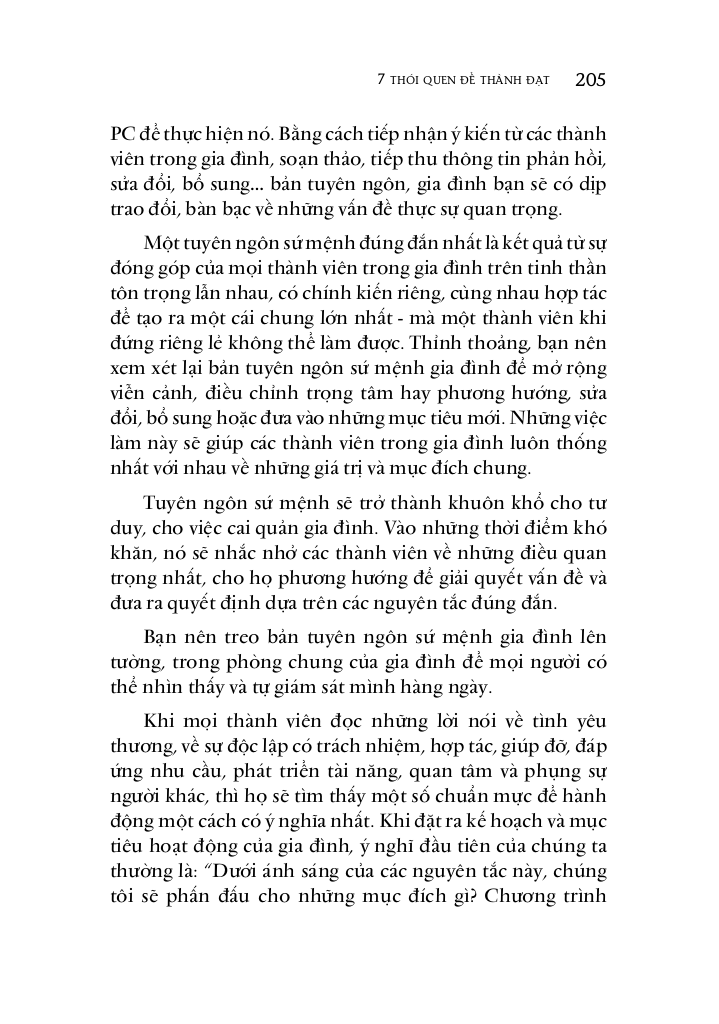 7 THÓI QUEN ĐỂ THÀNH ĐẠT 205
PC để thực hiện nó. Bằng cách tiếp nhận ý kiến từ các thành
viên trong gia đình, soạn thảo, tiếp thu thông tin phản hồi,
sửa đổi, bổ sung... bản tuyên ngôn, gia đình bạn sẽ có dịp
trao đổi, bàn bạc về những vấn đề thực sự quan trọng.
Một tuyên ngôn sứ mệnh đúng đắn nhất là kết quả từ sự
đóng góp của mọi thành viên trong gia đình trên tinh thần
tôn trọng lẫn nhau, có chính kiến riêng, cùng nhau hợp tác
để tạo ra một cái chung lớn nhất - mà một thành viên khi
đứng riêng lẻ không thể làm được. Thỉnh thoảng, bạn nên
xem xét lại bản tuyên ngôn sứ mệnh gia đình để mở rộng
viễn cảnh, điều chỉnh trọng tâm hay phương hướng, sửa
đổi, bổ sung hoặc đưa vào những mục tiêu mới. Những việc
làm này sẽ giúp các thành viên trong gia đình luôn thống
nhất với nhau về những giá trị và mục đích chung.
Tuyên ngôn sứ mệnh sẽ trở thành khuôn khổ cho tư
duy, cho việc cai quản gia đình. Vào những thời điểm khó
khăn, nó sẽ nhắc nhở các thành viên về những điều quan
trọng nhất, cho họ phương hướng để giải quyết vấn đề và
đưa ra quyết định dựa trên các nguyên tắc đúng đắn.
Bạn nên treo bản tuyên ngôn sứ mệnh gia đình lên
tường, trong phòng chung của gia đình để mọi người có
thể nhìn thấy và tự giám sát mình hàng ngày.
Khi mọi thành viên đọc những lời nói về tình yêu
thương, về sự độc lập có trách nhiệm, hợp tác, giúp đỡ, đáp
ứng nhu cầu, phát triển tài năng, quan tâm và phụng sự
người khác, thì họ sẽ tìm thấy một số chuẩn mực để hành
động một cách có ý nghĩa nhất. Khi đặt ra kế hoạch và mục
tiêu hoạt động của gia đình, ý nghĩ đầu tiên của chúng ta
thường là: “Dưới ánh sáng của các nguyên tắc này, chúng
tôi sẽ phấn đấu cho những mục đích gì? Chương trình